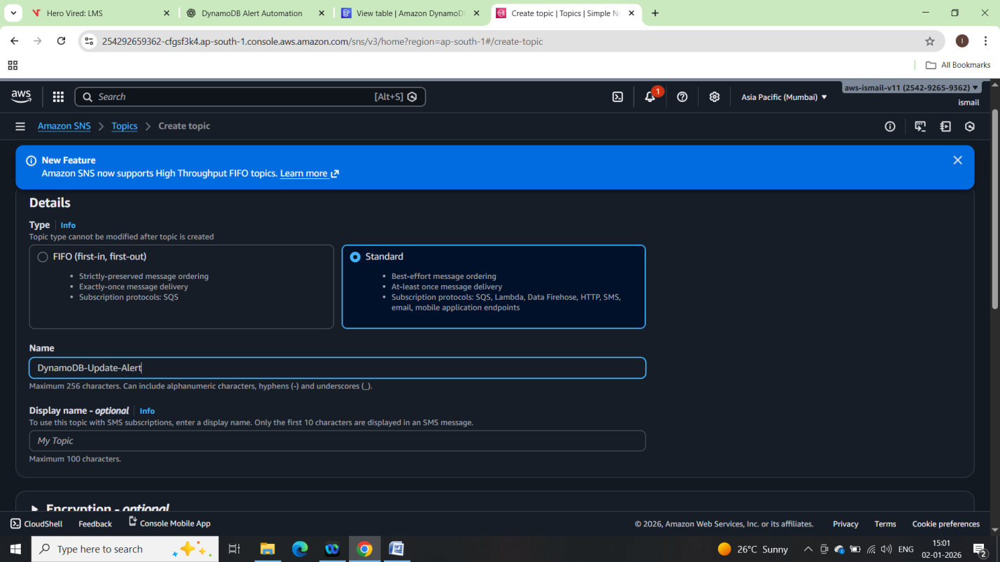 Hero Vired: LMS
DynamoDB Alert Automation
View table | Amazon DynamoDB
Create topic | Topics | Simple N
254292659362-cfgsf3k4.ap-south-1.console.aws.amazon.com/sns/v3/home?region=ap-south-1#/create-topic
I
All Bookmarks
aws
Search
[Alt+S]
1
Asia Pacific (Mumbai)
aws-ismail-v11 (2542-9265-9362)
ismail
Amazon SNS
Topics
Create topic
New Feature
Amazon SNS now supports High Throughput FIFO topics. Learn more
Details
Type Info
Topic type cannot be modified after topic is created
FIFO (first-in, first-out)
• Strictly-preserved message ordering
• Exactly-once message delivery
• Subscription protocols: SQS
Standard
• Best-effort message ordering
• At-least once message delivery
• Subscription protocols: SQS, Lambda, Data Firehose, HTTP, SMS,
email, mobile application endpoints
Name
DynamoDB-Update-Alert
Maximum 256 characters. Can include alphanumeric characters, hyphens (-) and underscores (_).
Display name - optional Info
To use this topic with SMS subscriptions, enter a display name. Only the first 10 characters are displayed in an SMS message.
My Topic
Maximum 100 characters.
Encryption - optional
CloudShell
Feedback
Console Mobile App
© 2026, Amazon Web Services, Inc. or its affiliates.
Privacy
Terms
Cookie preferences
Type here to search
26°C Sunny
ENG
15:01
02-01-2026
2